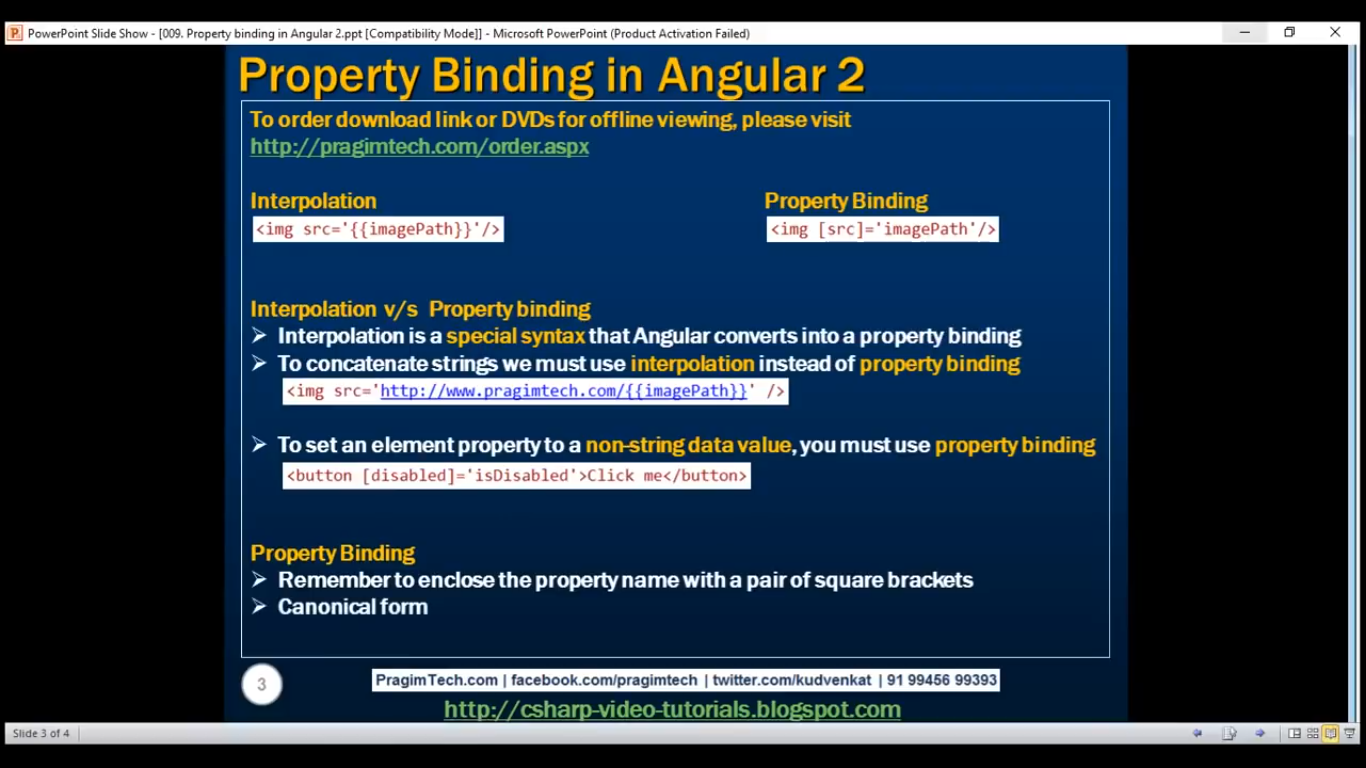 PowerPoint Slide Show - [009. Property binding in Angular 2.ppt [Compatibility Mode]] - Microsoft PowerPoint (Product Activation Failed)
Property Binding in Angular 2
To order download link or DVDs for offline viewing, please visit
http://pragimtech.com/order.aspx
Interpolation
<img src='{{imagePath}}'/>
Property Binding
<img [src]='imagePath'/>
Interpolation v/s Property binding
Interpolation is a special syntax that Angular converts into a property binding
To concatenate strings we must use interpolation instead of property binding
<img src='http://www.pragimtech.com/{{imagePath}}' />
To set an element property to a non-string data value, you must use property binding
<button [disabled]='isDisabled'>Click me</button>
Property Binding
Remember to enclose the property name with a pair of square brackets
Canonical form
3
PragimTech.com | facebook.com/pragimtech | twitter.com/kudvenkat | 91 99456 99393
http://csharp-video-tutorials.blogspot.com
Slide 3 of 4